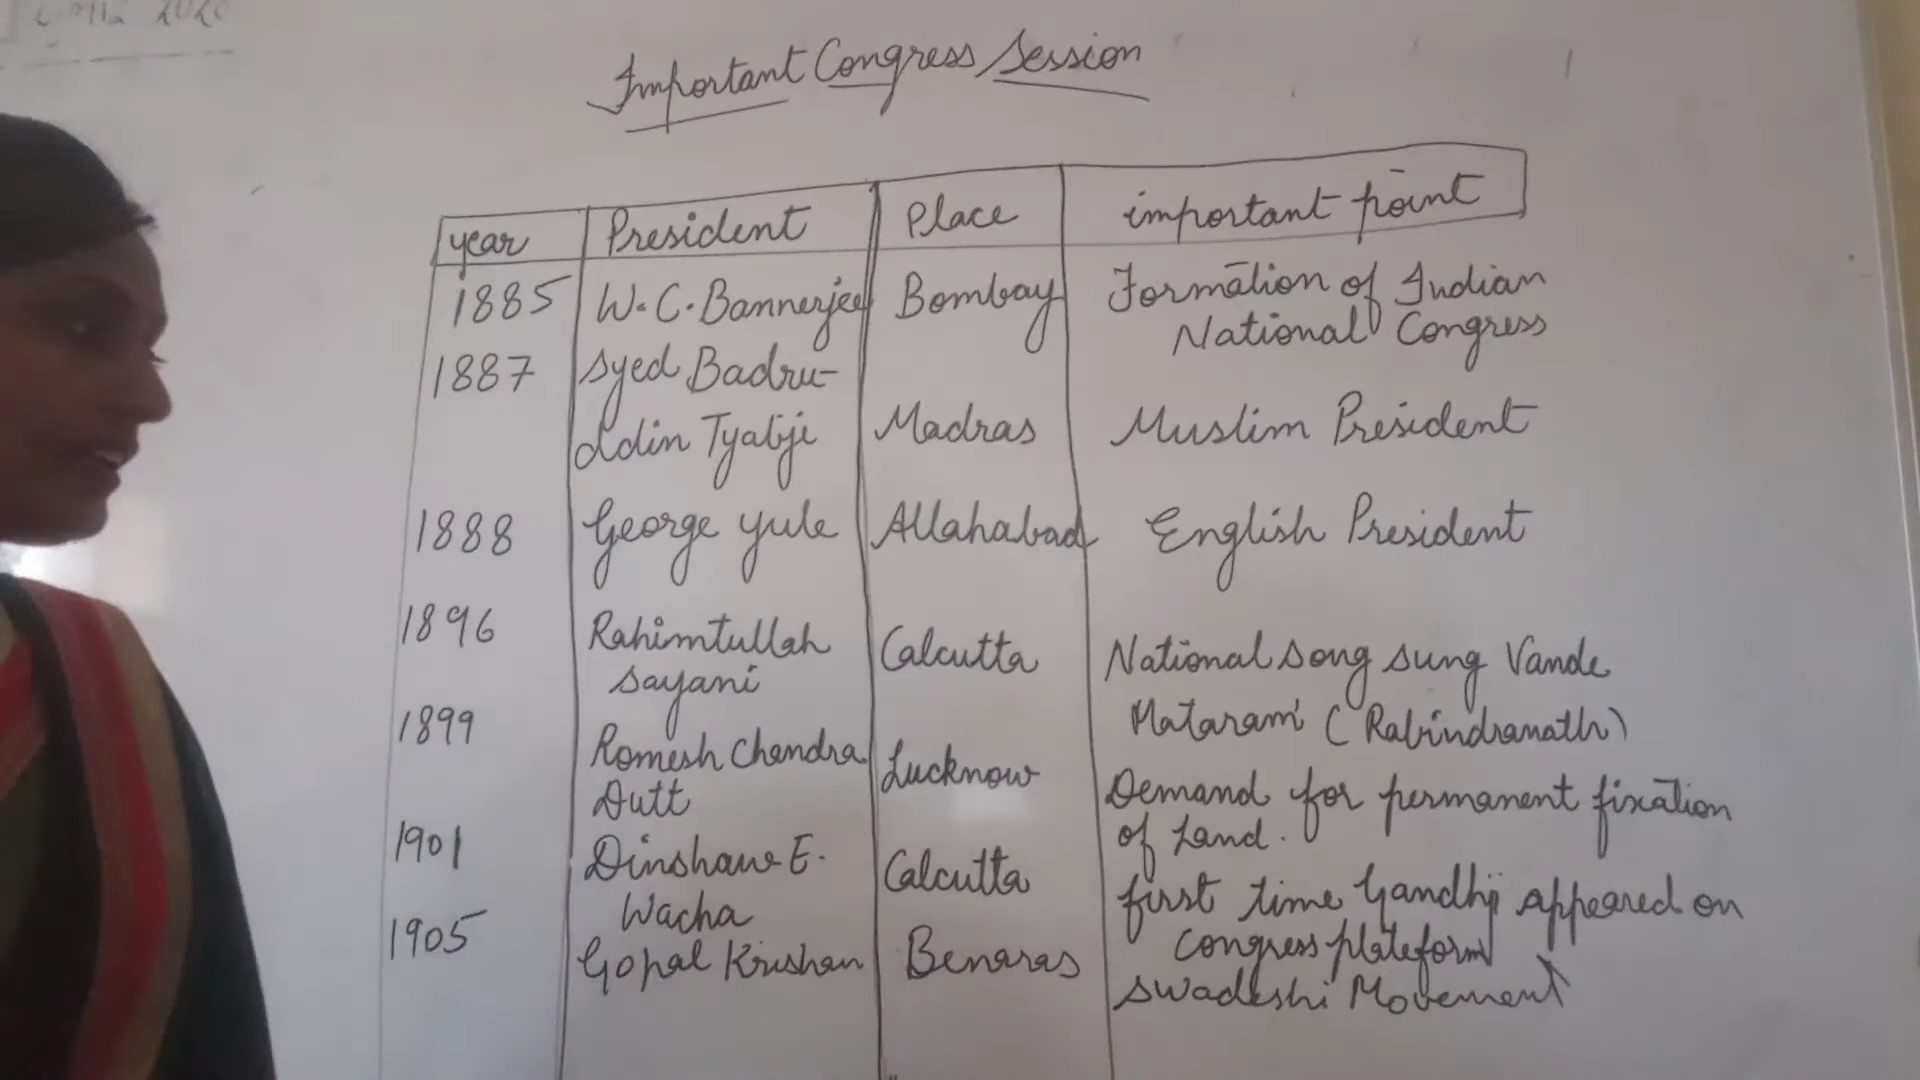 2020
Important Congress Session
year President Place important point
1885 W.C. Bannerjee Bombay Formation of Indian
National Congress
1887 Syed Badru-
ddin Tyabji Madras Muslim President
1888 George Yule Allahabad English President
1896 Rahimtullah Calcutta National Song sung Vande
Sayani
Mataram (Rabindranath)
1899 Romesh Chandra Lucknow Demand for permanent fixation
Dutt
of Land.
1901 Dinshaw E. Calcutta first time Gandhiji appeared on
Wacha
Congress plateform
1905 Gopal Krishan Benaras Swadeshi Movement